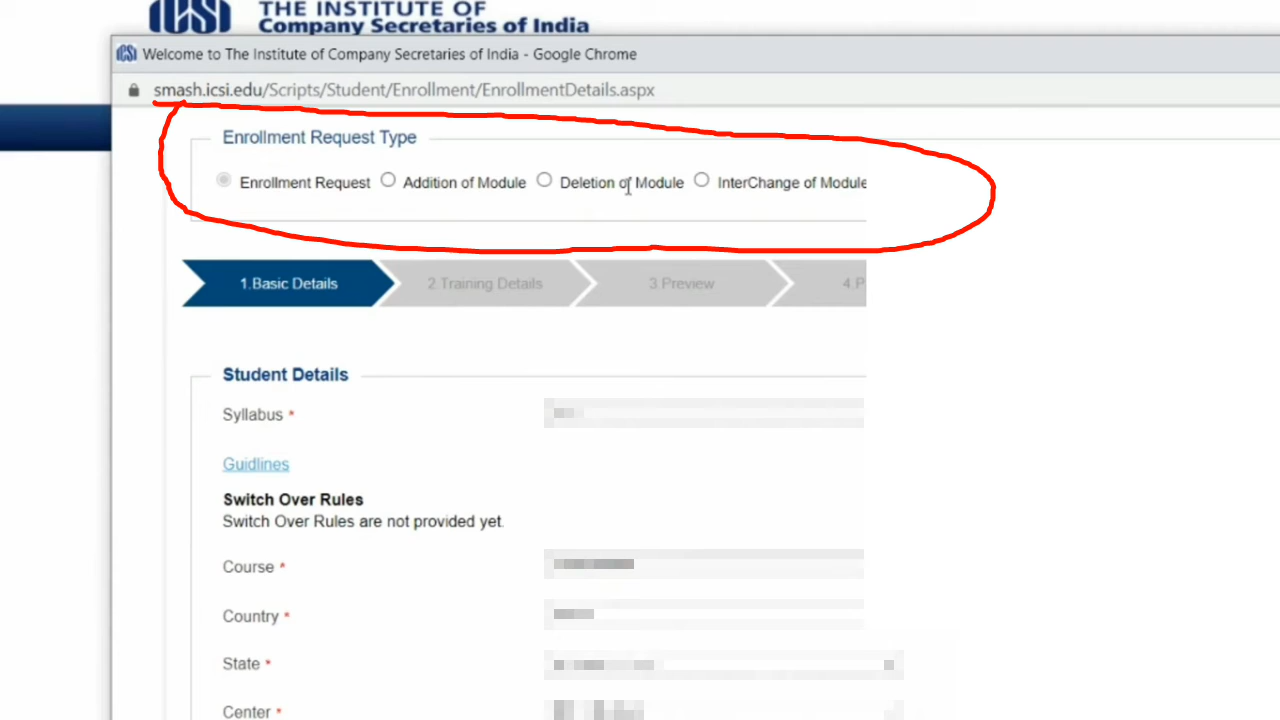 ICSI
THE INSTITUTE OF
Company Secretaries of India
ICSI Welcome to The Institute of Company Secretaries of India - Google Chrome
smash.icsi.edu/Scripts/Student/Enrollment/EnrollmentDetails.aspx
Enrollment Request Type
Enrollment Request Addition of Module Deletion of Module InterChange of Module
1.Basic Details 2.Training Details 3.Preview 4.P
Student Details
Syllabus *
Guidlines
Switch Over Rules
Switch Over Rules are not provided yet.
Course *
Country *
State *
Center *